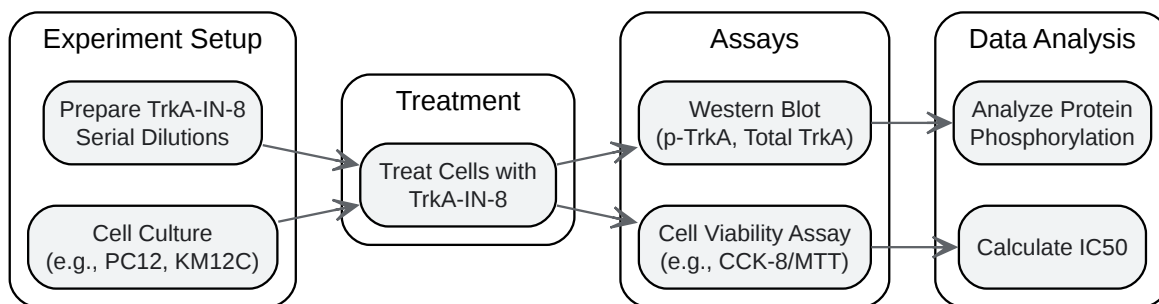 Experiment Setup
Prepare TrkA-IN-8
Serial Dilutions
Cell Culture
(e.g., PC12, KM12C)
Treatment
Treat Cells with
TrkA-IN-8
Assays
Western Blot
(p-TrkA, Total TrkA)
Cell Viability Assay
(e.g., CCK-8/MTT)
Data Analysis
Analyze Protein
Phosphorylation
Calculate IC50